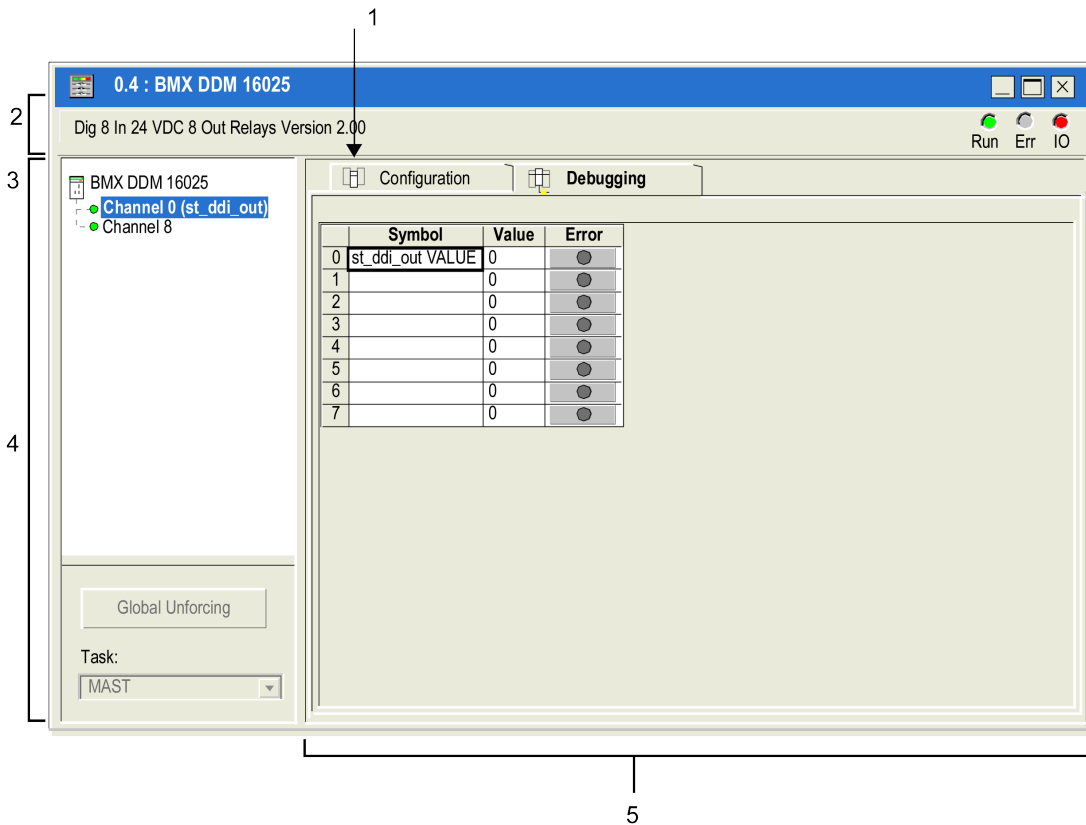 1
0.4 : BMX DDM 16025
2
Dig 8 In 24 VDC 8 Out Relays Version 2.00
Run Err IO
3
BMX DDM 16025
Channel 0 (st_ddi_out)
Channel 8
Configuration
Debugging
Symbol Value Error
0 st_ddi_out VALUE 0
1 0
2 0
3 0
4 0
5 0
6 0
7 0
4
Global Unforcing
Task:
MAST
5